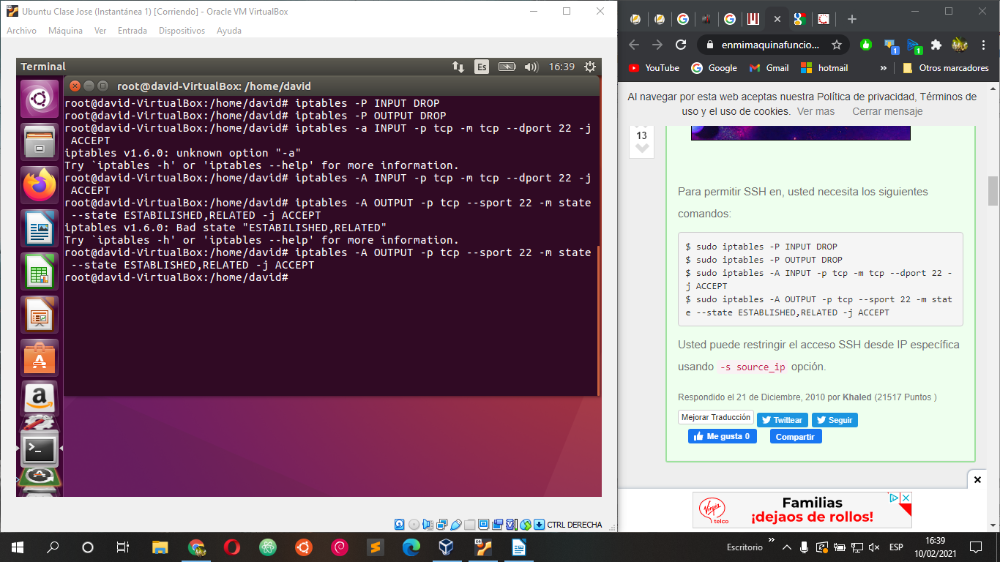 Ubuntu Clase Jose (Instantánea 1) [Corriendo] - Oracle VM VirtualBox
Archivo Máquina Ver Entrada Dispositivos Ayuda
Terminal
Es
16:39
root@david-VirtualBox: /home/david
root@david-VirtualBox:/home/david# iptables -P INPUT DROP
root@david-VirtualBox:/home/david# iptables -P OUTPUT DROP
root@david-VirtualBox:/home/david# iptables -a INPUT -p tcp -m tcp --dport 22 -j
ACCEPT
iptables v1.6.0: unknown option "-a"
Try `iptables -h' or 'iptables --help' for more information.
root@david-VirtualBox:/home/david# iptables -A INPUT -p tcp -m tcp --dport 22 -j
ACCEPT
root@david-VirtualBox:/home/david# iptables -A OUTPUT -p tcp --sport 22 -m state
--state ESTABILISHED,RELATED -j ACCEPT
iptables v1.6.0: Bad state "ESTABILISHED,RELATED"
Try `iptables -h' or 'iptables --help' for more information.
root@david-VirtualBox:/home/david# iptables -A OUTPUT -p tcp --sport 22 -m state
--state ESTABLISHED,RELATED -j ACCEPT
root@david-VirtualBox:/home/david#
CTRL DERECHA
enmimaquinafuncio...
1
1
YouTube Google Gmail hotmail » Otros marcadores
Al navegar por esta web aceptas nuestra Política de privacidad, Términos de
uso y el uso de cookies. Ver mas Cerrar mensaje
13
Para permitir SSH en, usted necesita los siguientes
comandos:
$ sudo iptables -P INPUT DROP
$ sudo iptables -P OUTPUT DROP
$ sudo iptables -A INPUT -p tcp -m tcp --dport 22 -
j ACCEPT
$ sudo iptables -A OUTPUT -p tcp --sport 22 -m stat
e --state ESTABLISHED,RELATED -j ACCEPT
Usted puede restringir el acceso SSH desde IP específica
usando -s source_ip opción.
Respondido el 21 de Diciembre, 2010 por Khaled (21517 Puntos )
Mejorar Traducción
Twittear
Seguir
Me gusta 0
Compartir
Virgin
telco
Familias
¡dejaos de rollos!
Escritorio » ESP
16:39
10/02/2021